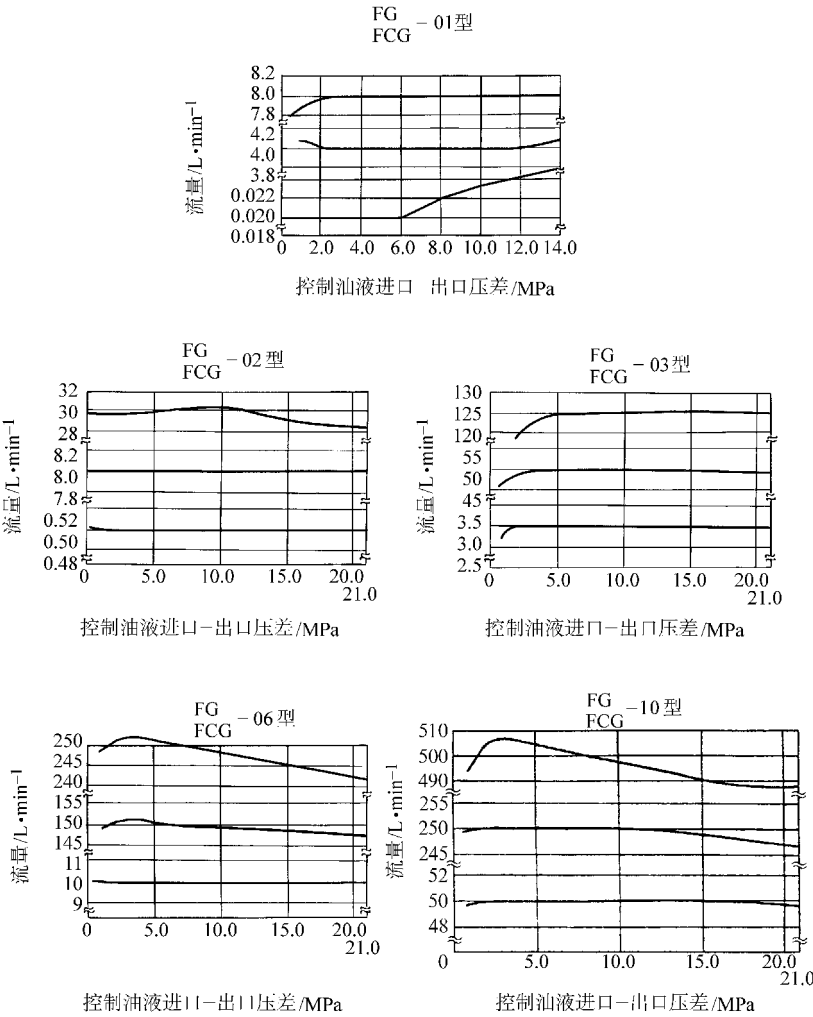 FG
FCG －01型
8.2
8.0
7.8
4.2
4.0
3.8
0.022
0.020
0.018
流量/L•min⁻¹
0 2.0 4.0 6.0 8.0 10.0 12.0 14.0
控制油液进口 出口压差/MPa
FG
FCG －02型
32
30
28
8.2
8.0
7.8
0.52
0.50
0.48
流量/L•min⁻¹
0 5.0 10.0 15.0 20.0
21.0
控制油液进口－出口压差/MPa
FG
FCG －03型
130
125
120
55
50
45
3.5
3.0
2.5
流量/L•min⁻¹
0 5.0 10.0 15.0 20.0
21.0
控制油液进口－出口压差/MPa
FG
FCG －06型
250
245
240
155
150
145
11
10
9
流量/L•min⁻¹
0 5.0 10.0 15.0 20.0
21.0
控制油液进口－出口压差/MPa
FG
FCG －10型
510
500
490
255
250
245
52
50
48
流量/L•min⁻¹
0 5.0 10.0 15.0 20.0
21.0
控制油液进口－出口压差/MPa